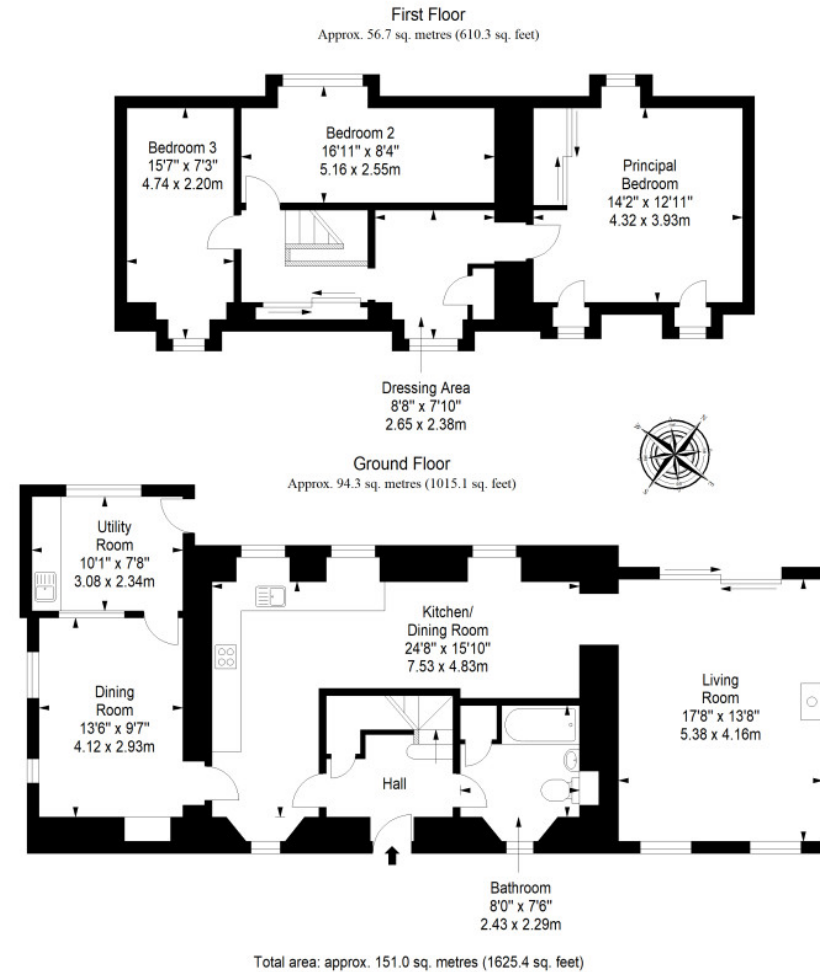 First Floor
Approx. 56.7 sq. metres (610.3 sq. feet)
Bedroom 3
15'7" x 7'3"
4.74 x 2.20m
Bedroom 2
16'11" x 8'4"
5.16 x 2.55m
Principal
Bedroom
14'2" x 12'11"
4.32 x 3.93m
Dressing Area
8'8" x 7'10"
2.65 x 2.38m
Ground Floor
Approx. 94.3 sq. metres (1015.1 sq. feet)
Utility
Room
10'1" x 7'8"
3.08 x 2.34m
Kitchen/
Dining Room
24'8" x 15'10"
7.53 x 4.83m
Dining
Room
13'6" x 9'7"
4.12 x 2.93m
Living
Room
17'8" x 13'8"
5.38 x 4.16m
Hall
Bathroom
8'0" x 7'6"
2.43 x 2.29m
Total area: approx. 151.0 sq. metres (1625.4 sq. feet)